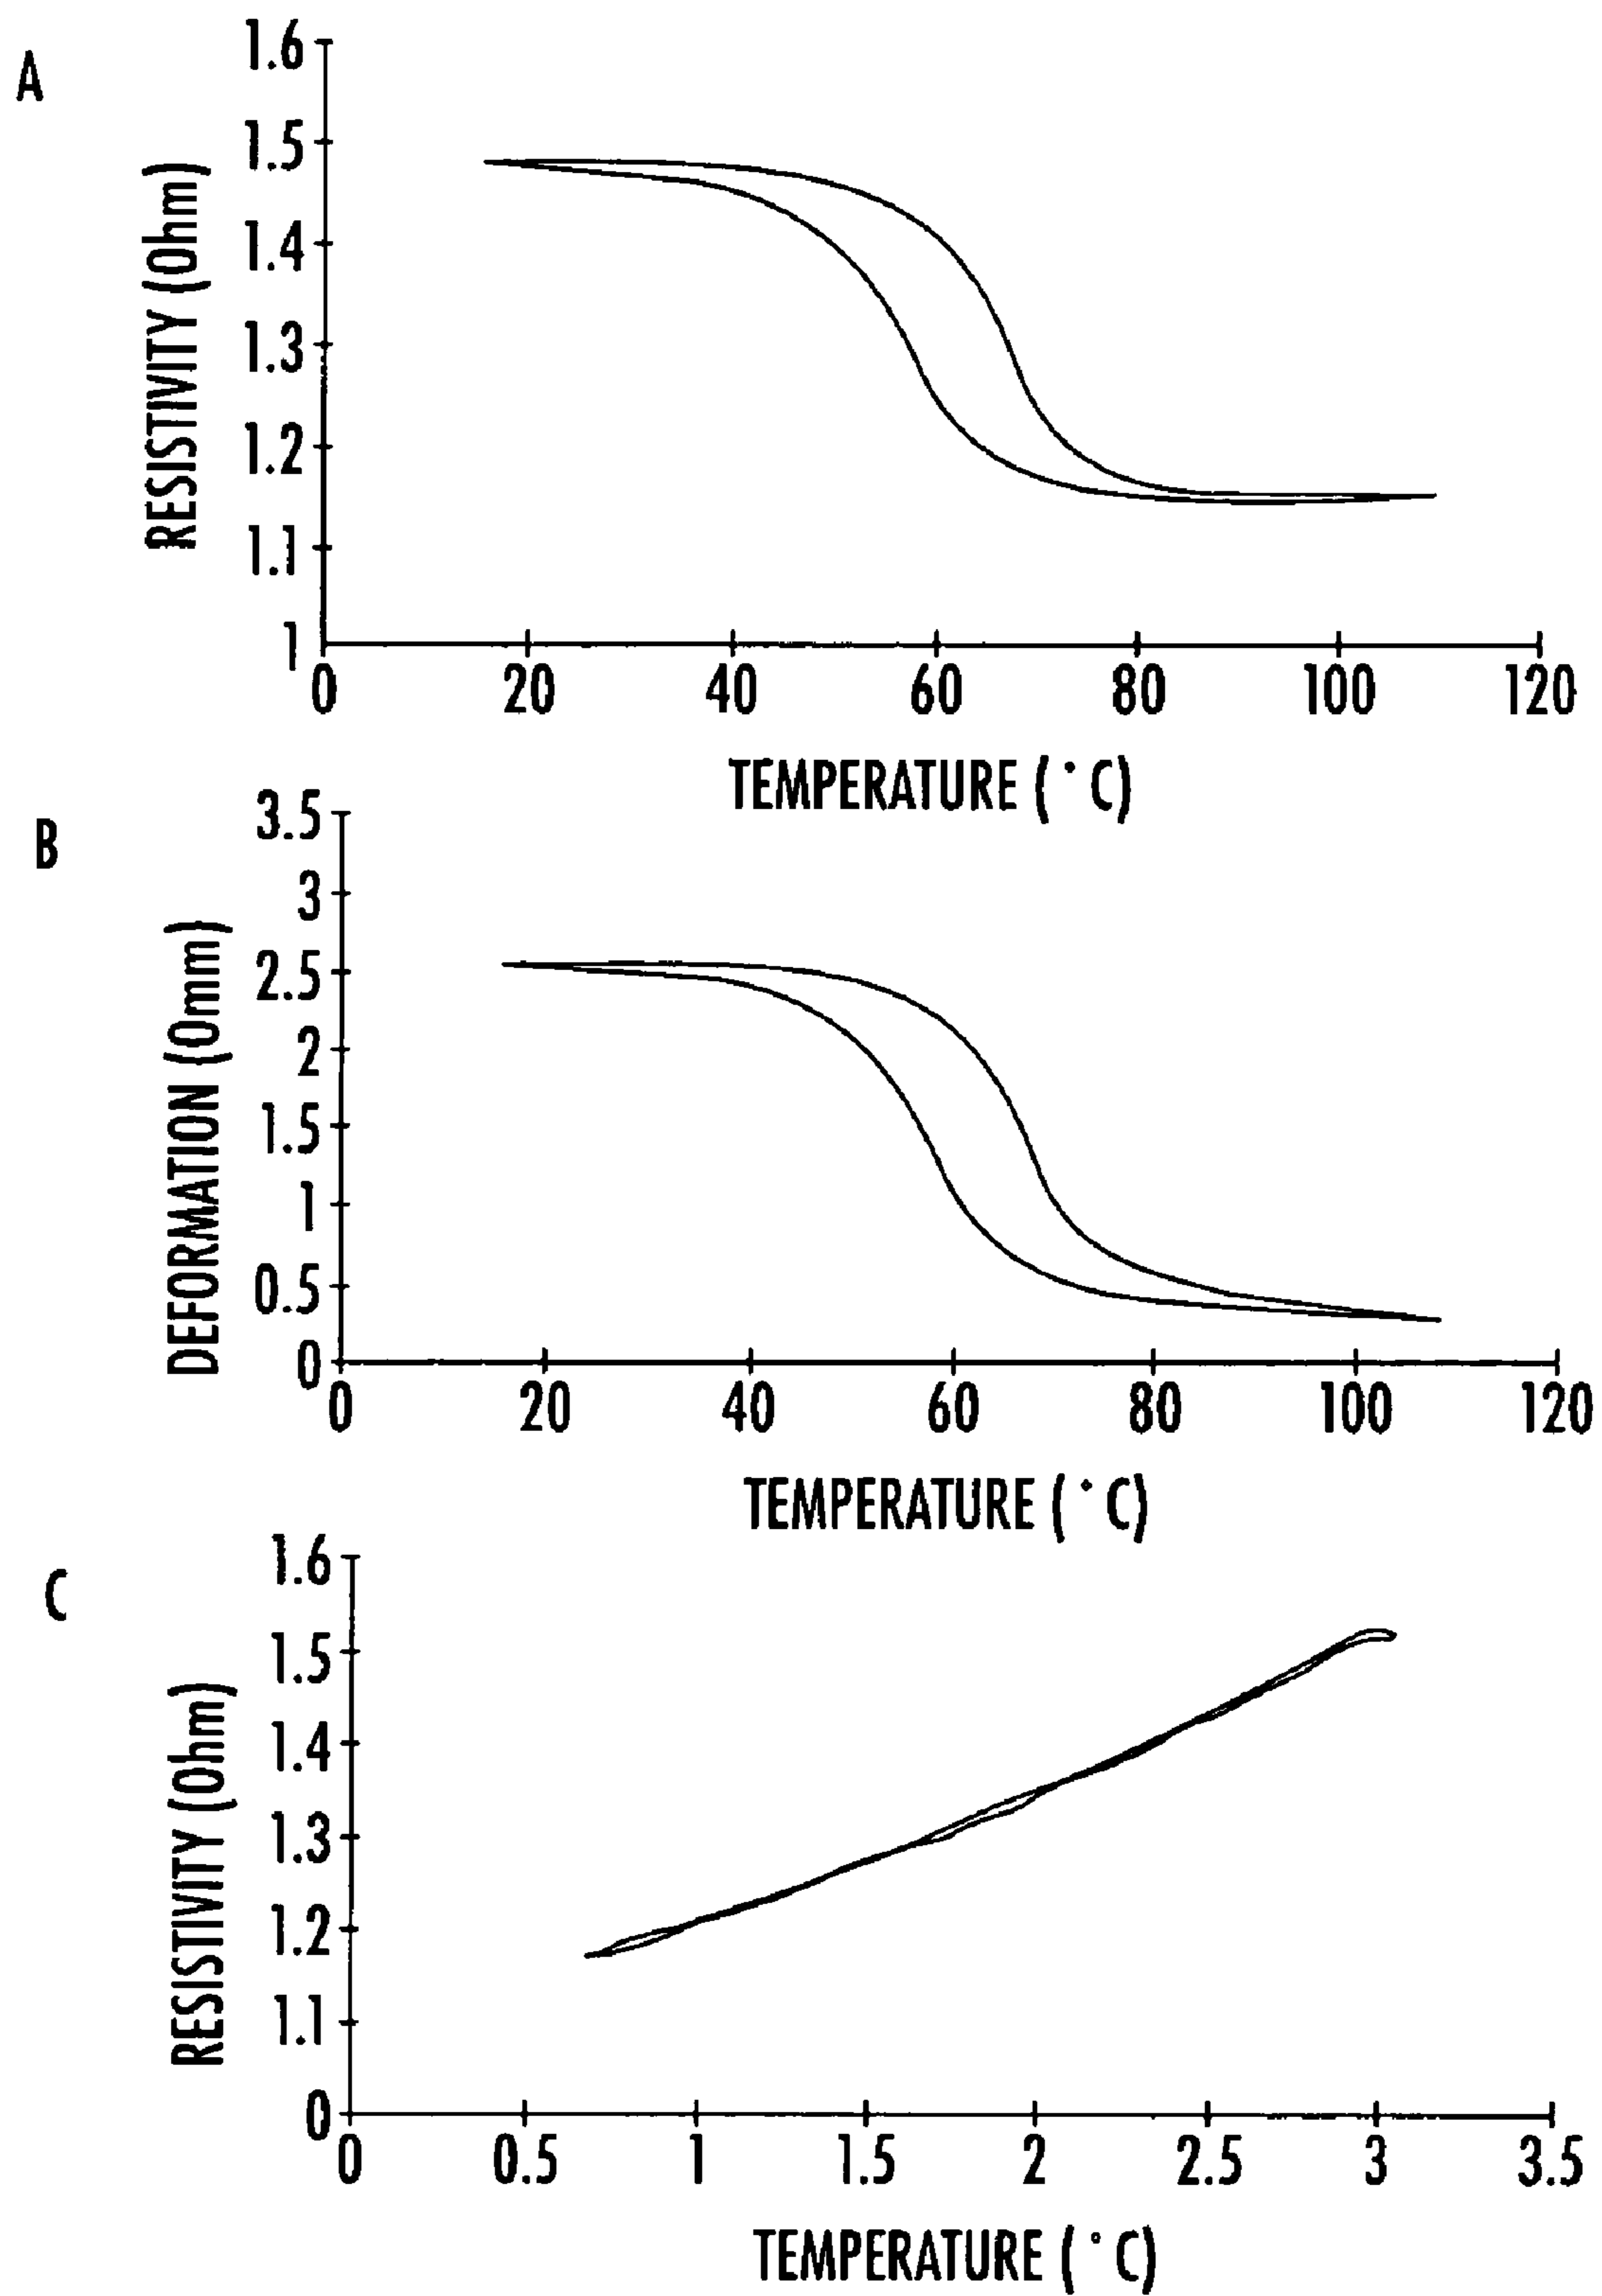 A
1.6
1.5
1.4
1.3
1.2
1.1
1
RESISTIVITY (Ohm)
0 20 40 60 80 100 120
TEMPERATURE (°C)
B
3.5
3
2.5
2
1.5
1
0.5
0
DEFORMATION (0mm)
0 20 40 60 80 100 120
TEMPERATURE (°C)
C
1.6
1.5
1.4
1.3
1.2
1.1
0
RESISTIVITY (Ohm)
0 0.5 1 1.5 2 2.5 3 3.5
TEMPERATURE (°C)